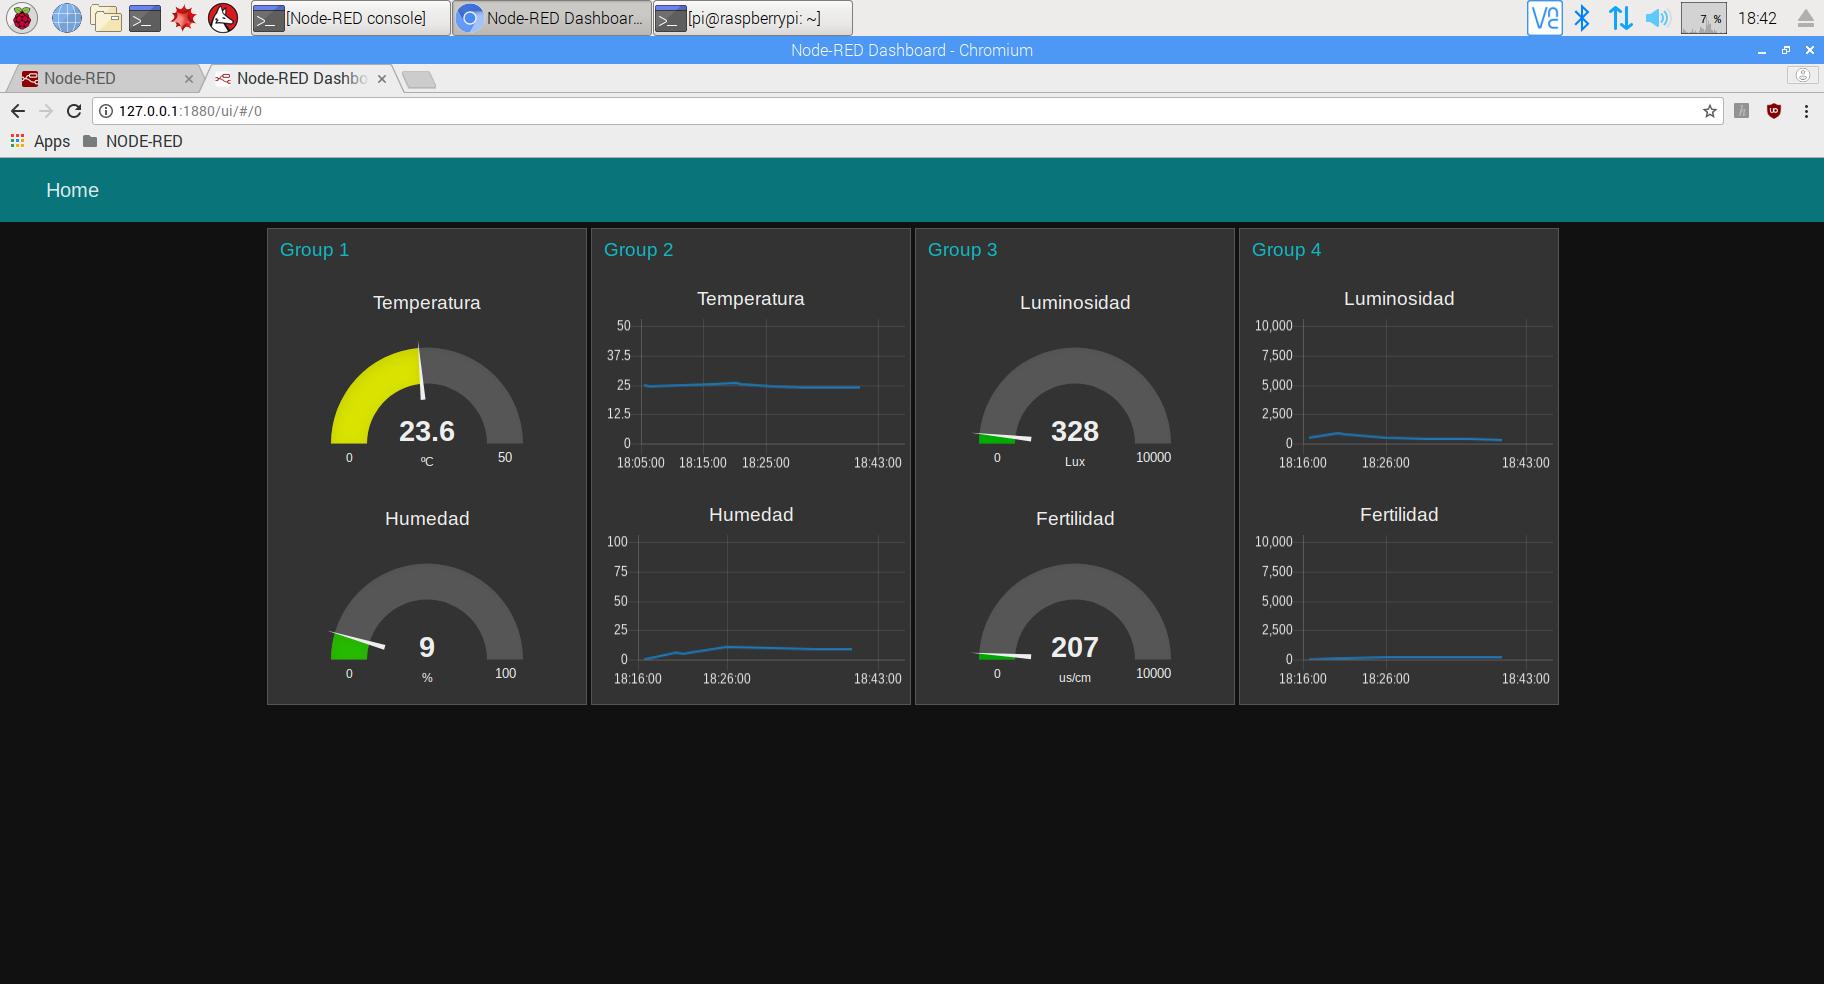 [Node-RED console]
Node-RED Dashboar...
[pi@raspberrypi: ~]
7 %
18:42
Node-RED Dashboard - Chromium
Node-RED
Node-RED Dashbo
127.0.0.1:1880/ui/#/0
Apps
NODE-RED
Home
Group 1
Temperatura
23.6
0
ºC
50
Humedad
9
0
%
100
Group 2
Temperatura
50
37.5
25
12.5
0
18:05:00 18:15:00 18:25:00 18:43:00
Humedad
100
75
50
25
0
18:16:00 18:26:00 18:43:00
Group 3
Luminosidad
328
0
Lux
10000
Fertilidad
207
0
us/cm
10000
Group 4
Luminosidad
10,000
7,500
5,000
2,500
0
18:16:00 18:26:00 18:43:00
Fertilidad
10,000
7,500
5,000
2,500
0
18:16:00 18:26:00 18:43:00